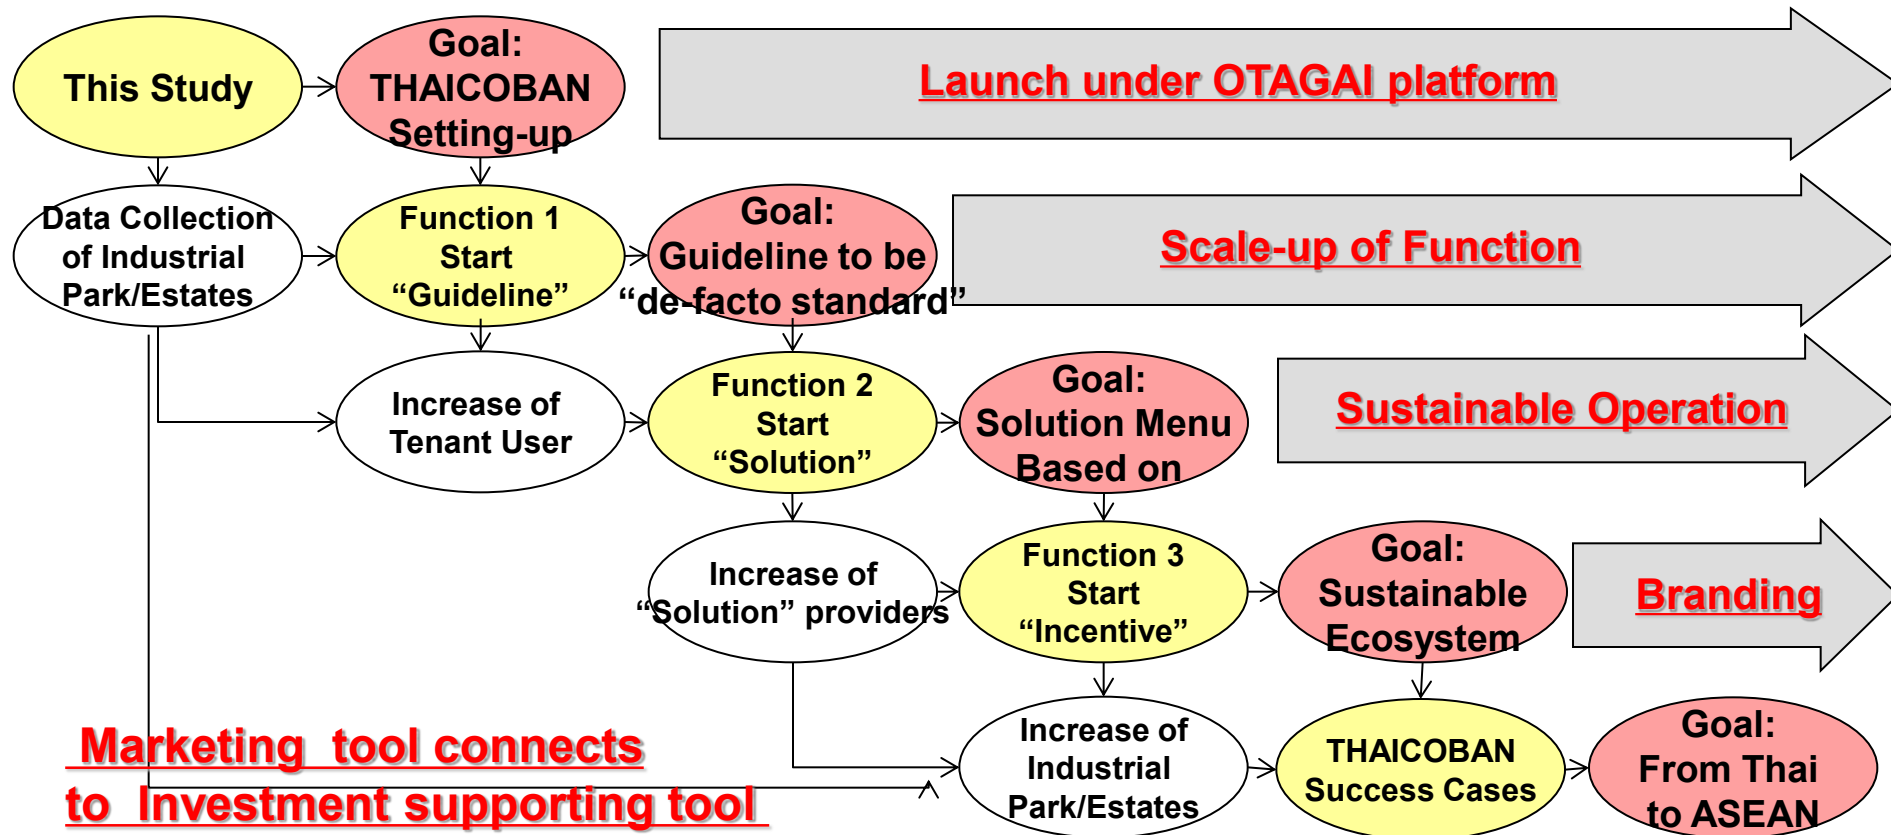 This Study
Goal:
THAICOBAN
Setting-up
Launch under OTAGAI platform
Data Collection
of Industrial
Park/Estates
Function 1
Start
“Guideline”
Goal:
Guideline to be
“de-facto standard”
Scale-up of Function
Increase of
Tenant User
Function 2
Start
“Solution”
Goal:
Solution Menu
Based on
Sustainable Operation
Increase of
“Solution” providers
Function 3
Start
“Incentive”
Goal:
Sustainable
Ecosystem
Branding
Marketing tool connects
to Investment supporting tool
Increase of
Industrial
Park/Estates
THAICOBAN
Success Cases
Goal:
From Thai
to ASEAN